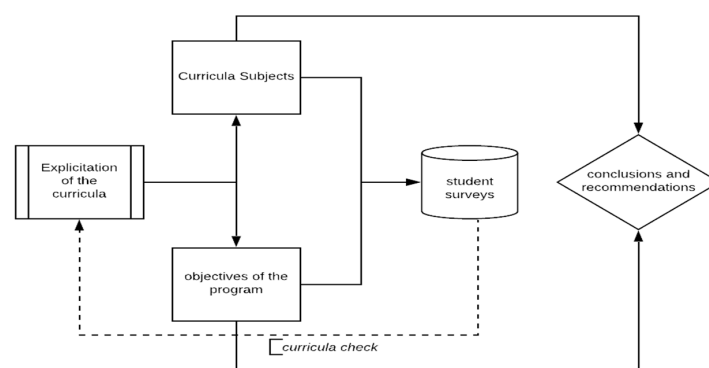 Curricula Subjects
Explicitation
of the
curricula
student
surveys
conclusions and
recommendations
objectives of the
program
curricula check